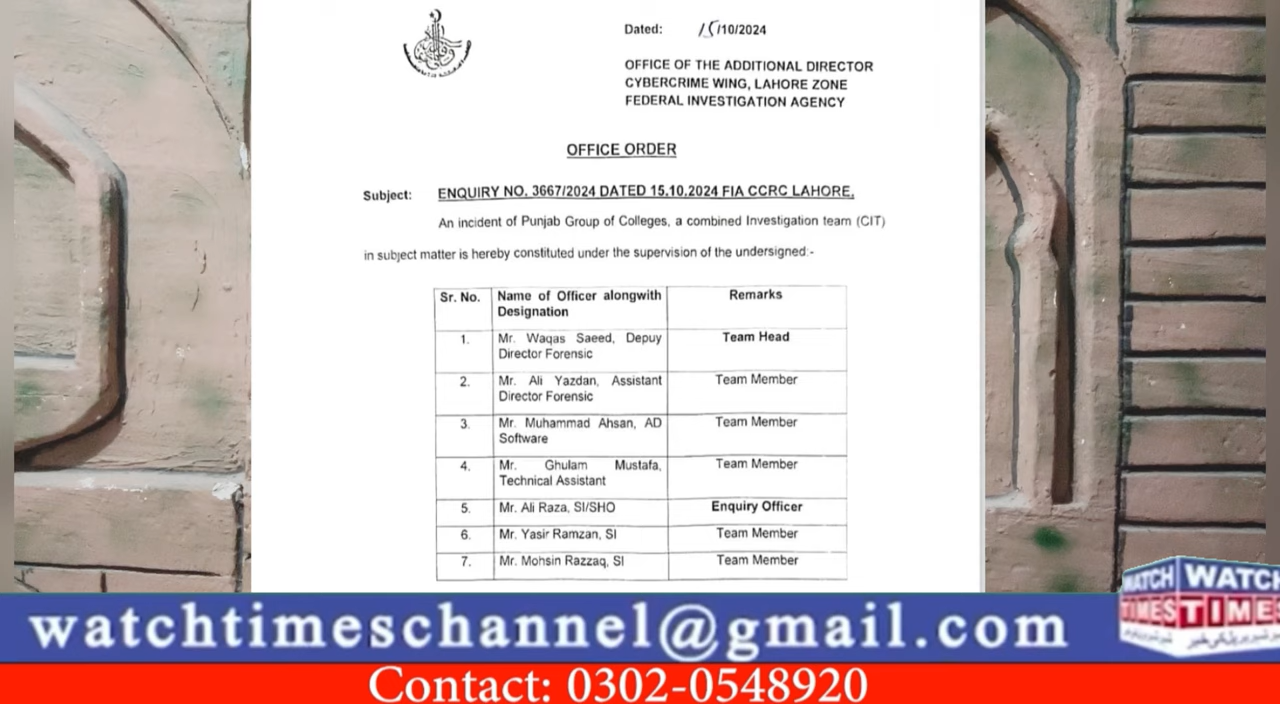 Dated: 15/10/2024
OFFICE OF THE ADDITIONAL DIRECTOR
CYBERCRIME WING, LAHORE ZONE
FEDERAL INVESTIGATION AGENCY
OFFICE ORDER
Subject: ENQUIRY NO. 3667/2024 DATED 15.10.2024 FIA CCRC LAHORE.
An incident of Punjab Group of Colleges, a combined Investigation team (CIT)
in subject matter is hereby constituted under the supervision of the undersigned:-
Sr. No. Name of Officer alongwith Remarks
Designation
1. Mr. Waqas Saeed, Depuy Team Head
Director Forensic
2. Mr. Ali Yazdan, Assistant Team Member
Director Forensic
3. Mr. Muhammad Ahsan, AD Team Member
Software
4. Mr. Ghulam Mustafa, Team Member
Technical Assistant
5. Mr. Ali Raza, SI/SHO Enquiry Officer
6. Mr. Yasir Ramzan, SI Team Member
7. Mr. Mohsin Razzaq, SI Team Member
watchtimeschannel@gmail.com
WATCH WATCH
TIMES TIME
Contact: 0302-0548920